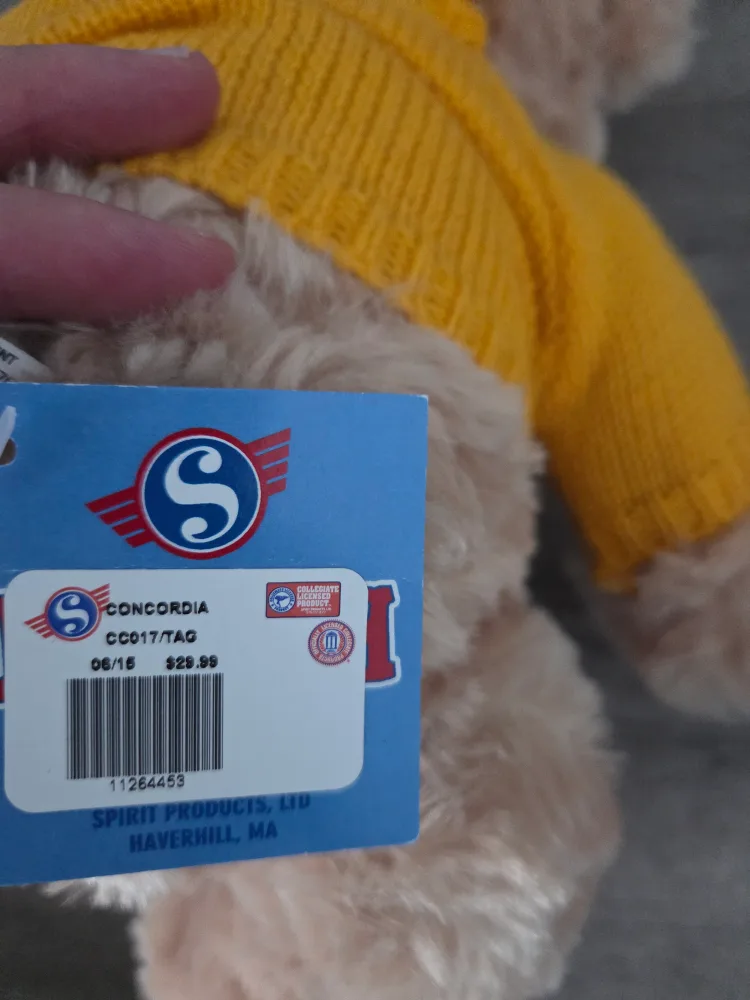 S
S CONCORDIA
COLLEGIATE
LICENSED
PRODUCT.
CC017/TAG
06/15 $29.99
11264453
SPIRIT PRODUCTS, LTD
HAVERHILL, MA